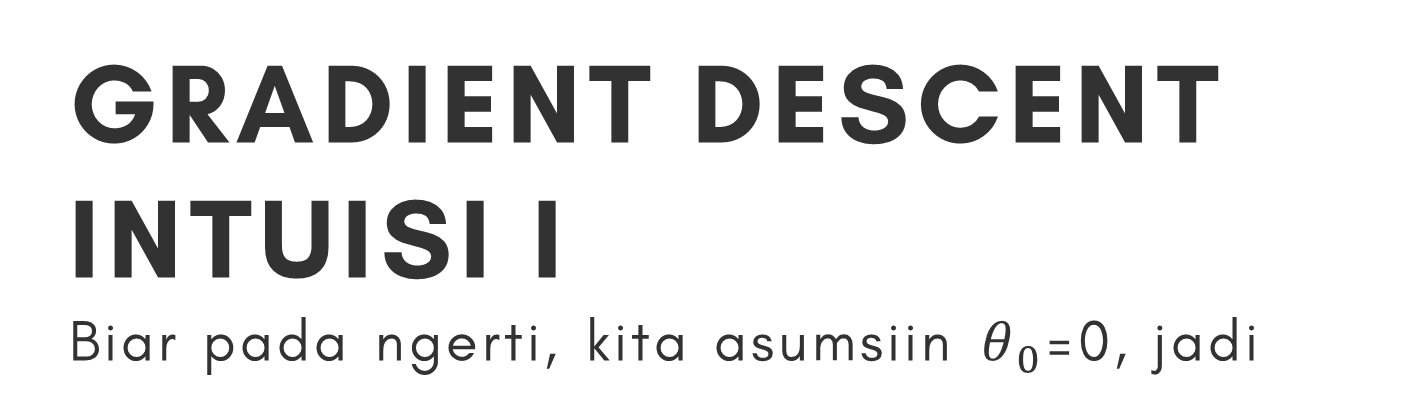 GRADIENT DESCENT
INTUISI I
Biar pada ngerti, kita asumsiin θ₀=0, jadi